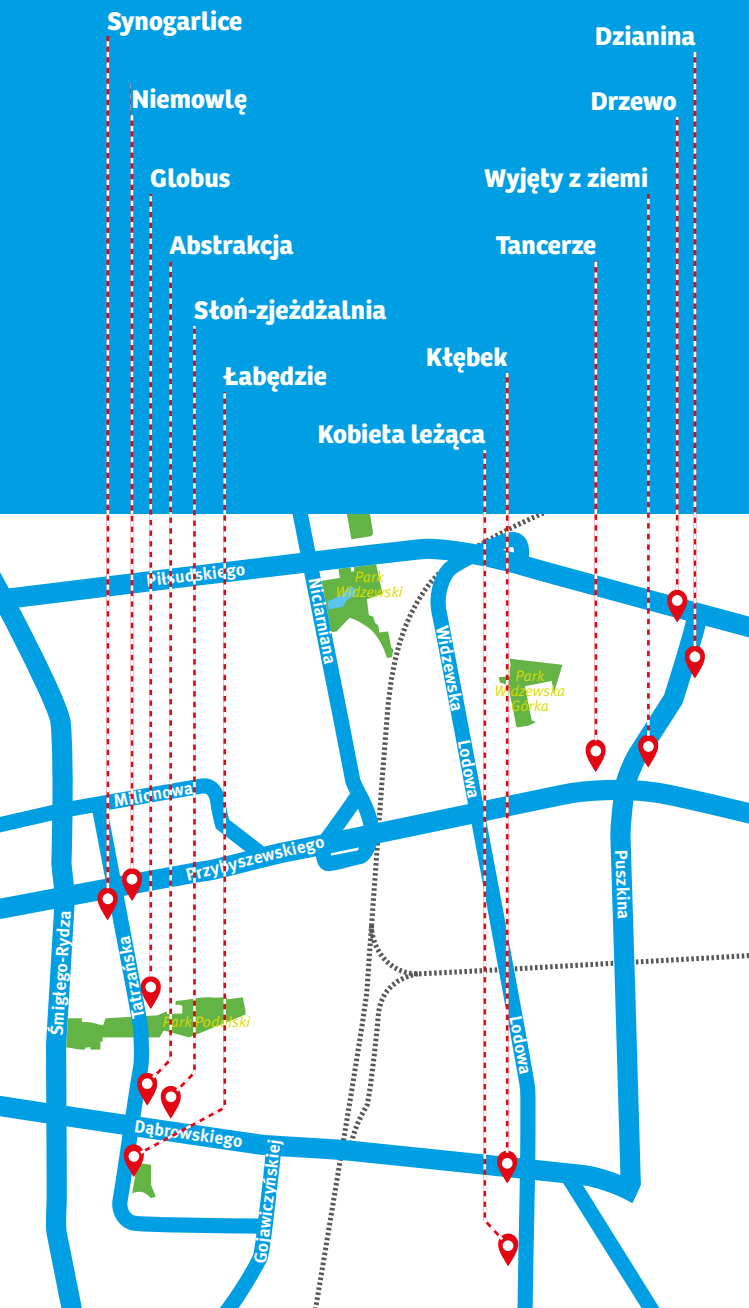 Synogarlice
Dzianina
Niemowlę
Drzewo
Globus
Wyjęty z ziemi
Abstrakcja
Tancerze
Słoń-zjeżdżalnia
Kłębek
Łabędzie
Kobieta leżąca
Piłsudskiego
Park
Widzewski
Niciarniana
Widzewska
Park
Widzewska
Górka
Lodowa
Milionowa
Przybyszewskiego
Puszkina
Śmigłego-Rydza
Tatrzańska
Park Podolski
Lodowa
Dąbrowskiego
Gojawiczyńskiej